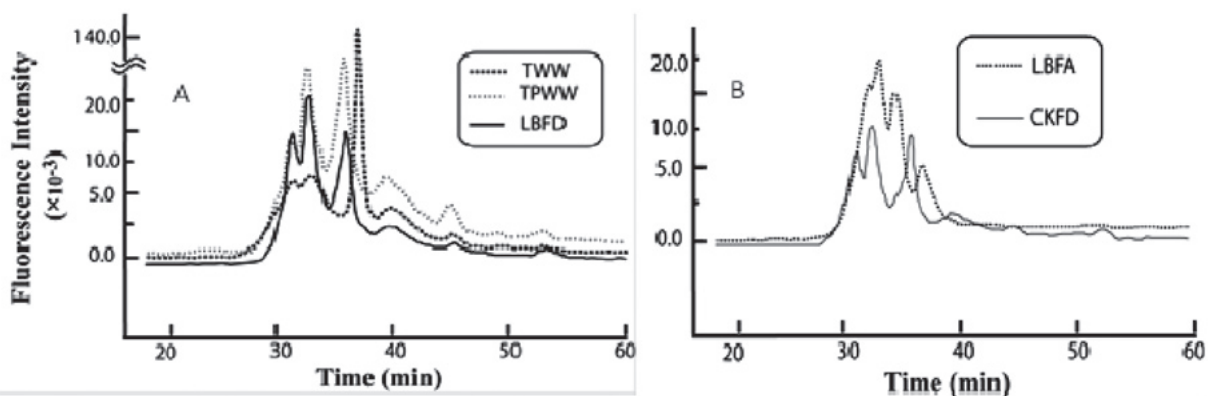 Fluorescence Intensity
(×10⁻³)
140.0
20.0
10.0
5.0
0.0
A
TWW
TPWW
LBFD
20 30 40 50 60
Time (min)
20.0
10.0
5.0
0.0
B
LBFA
CKFD
20 30 40 50 60
Time (min)